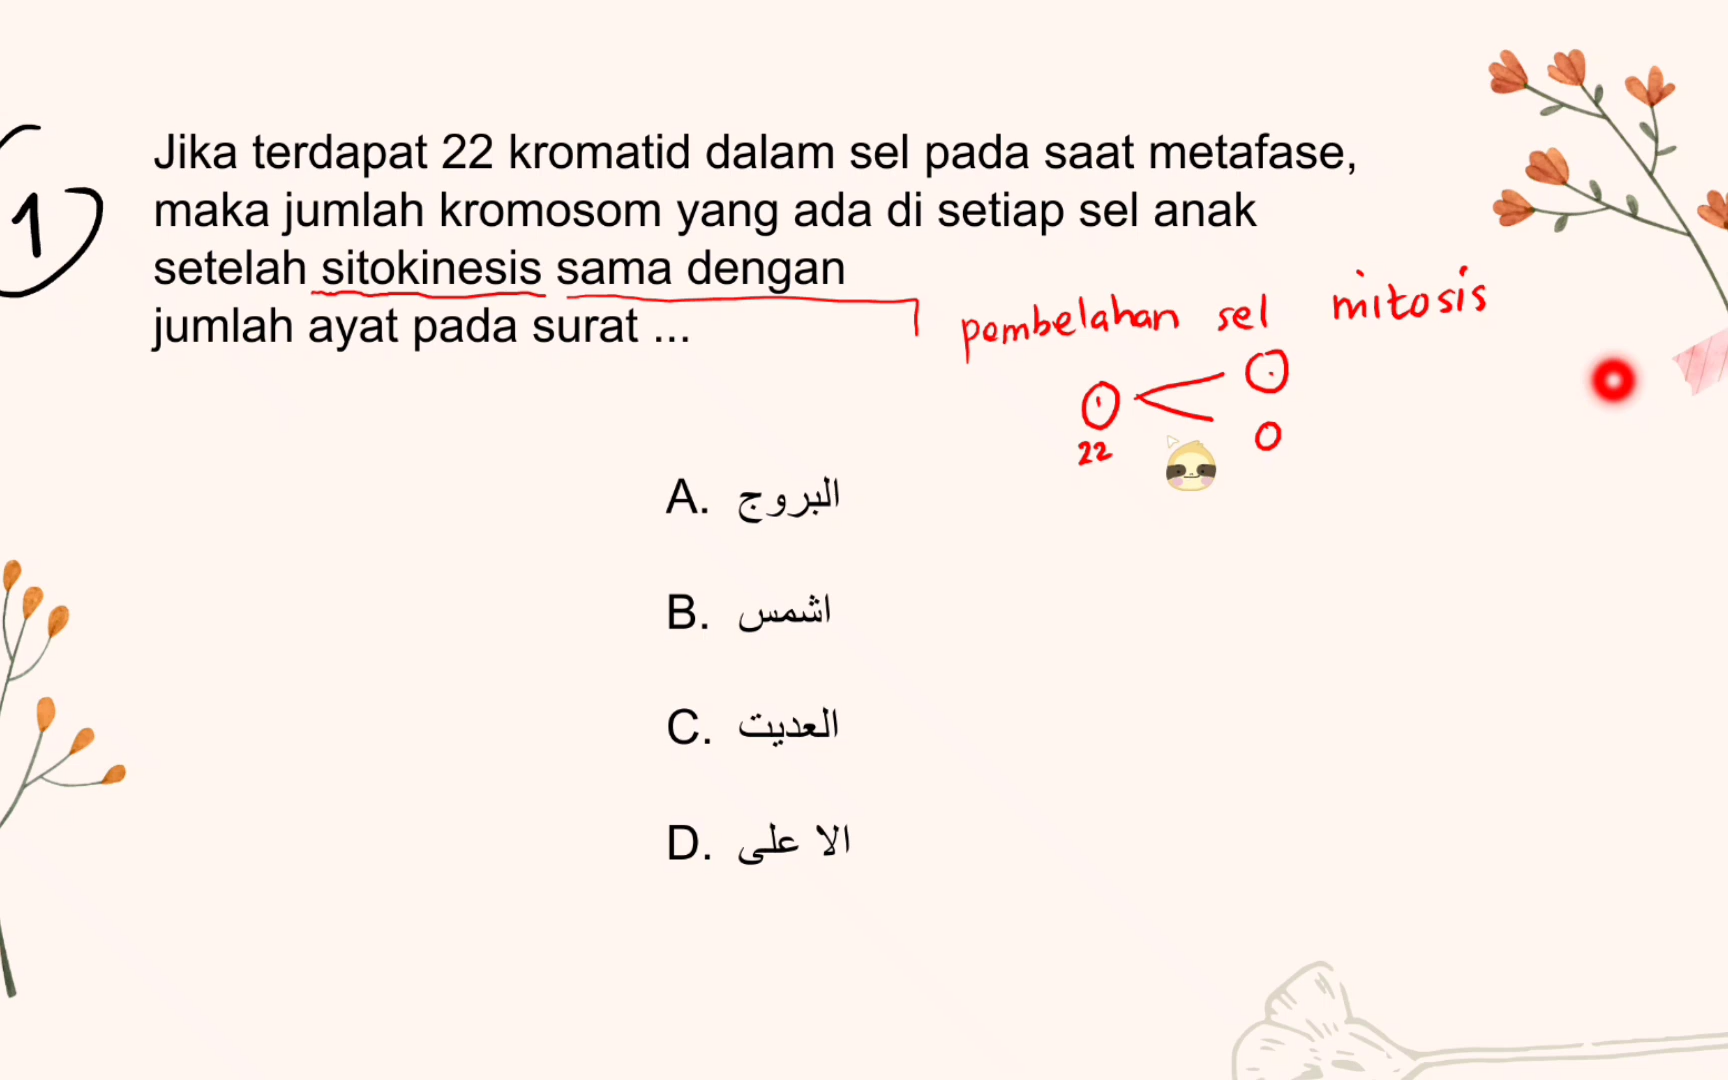 1
Jika terdapat 22 kromatid dalam sel pada saat metafase,
maka jumlah kromosom yang ada di setiap sel anak
setelah sitokinesis sama dengan
jumlah ayat pada surat ...
pembelahan sel mitosis
22
A. البروج
B. اشمس
C. العديت
D. الا على